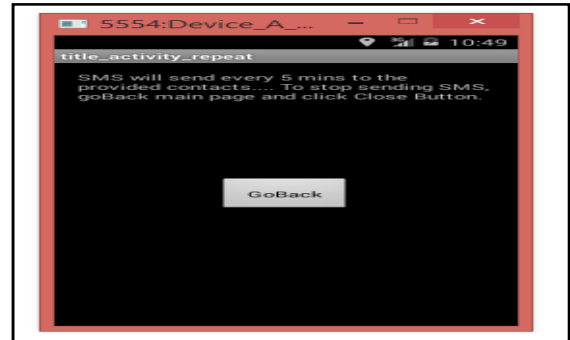 5554:Device_A_...
10:49
title_activity_repeat
SMS will send every 5 mins to the
provided contacts.... To stop sending SMS,
goBack main page and click Close Button.
GoBack